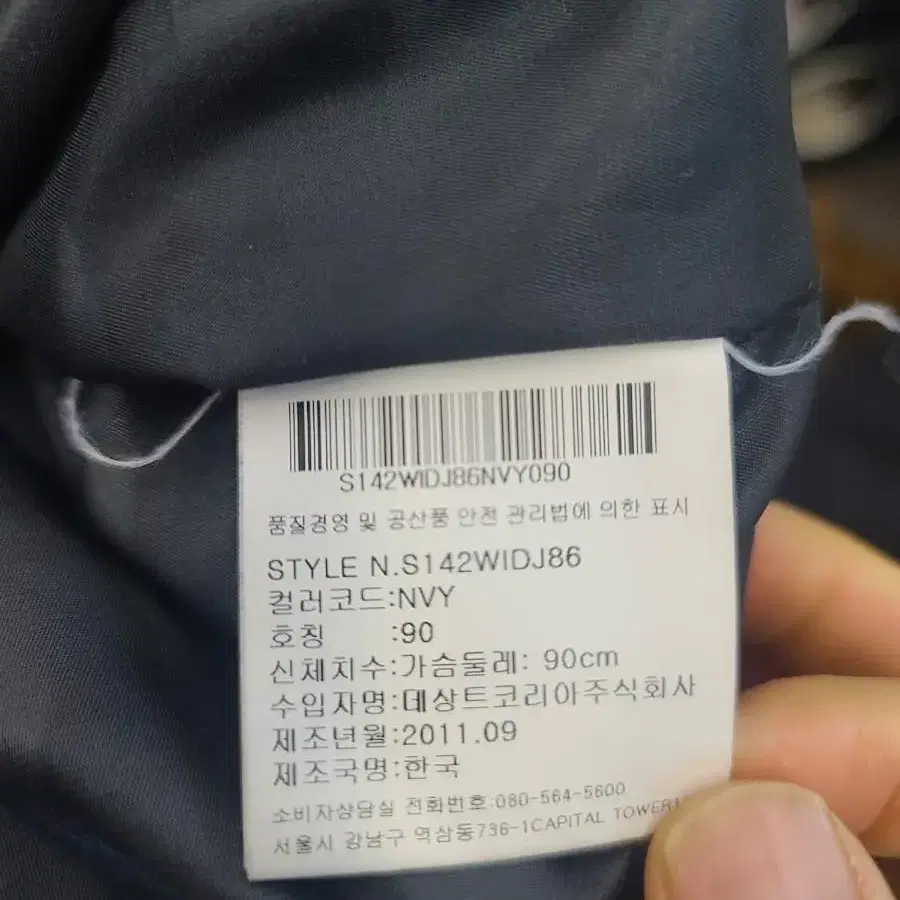 S142WIDJ86NVY090
품질경영 및 공산품 안전 관리법에 의한 표시
STYLE N.S142WIDJ86
컬러코드:NVY
호칭 :90
신체치수:가슴둘레: 90cm
수입자명:데상트코리아주식회사
제조년월:2011.09
제조국명:한국
소비자상담실 전화번호:080-564-5600
서울시 강남구 역삼동736-1CAPITAL TOWER